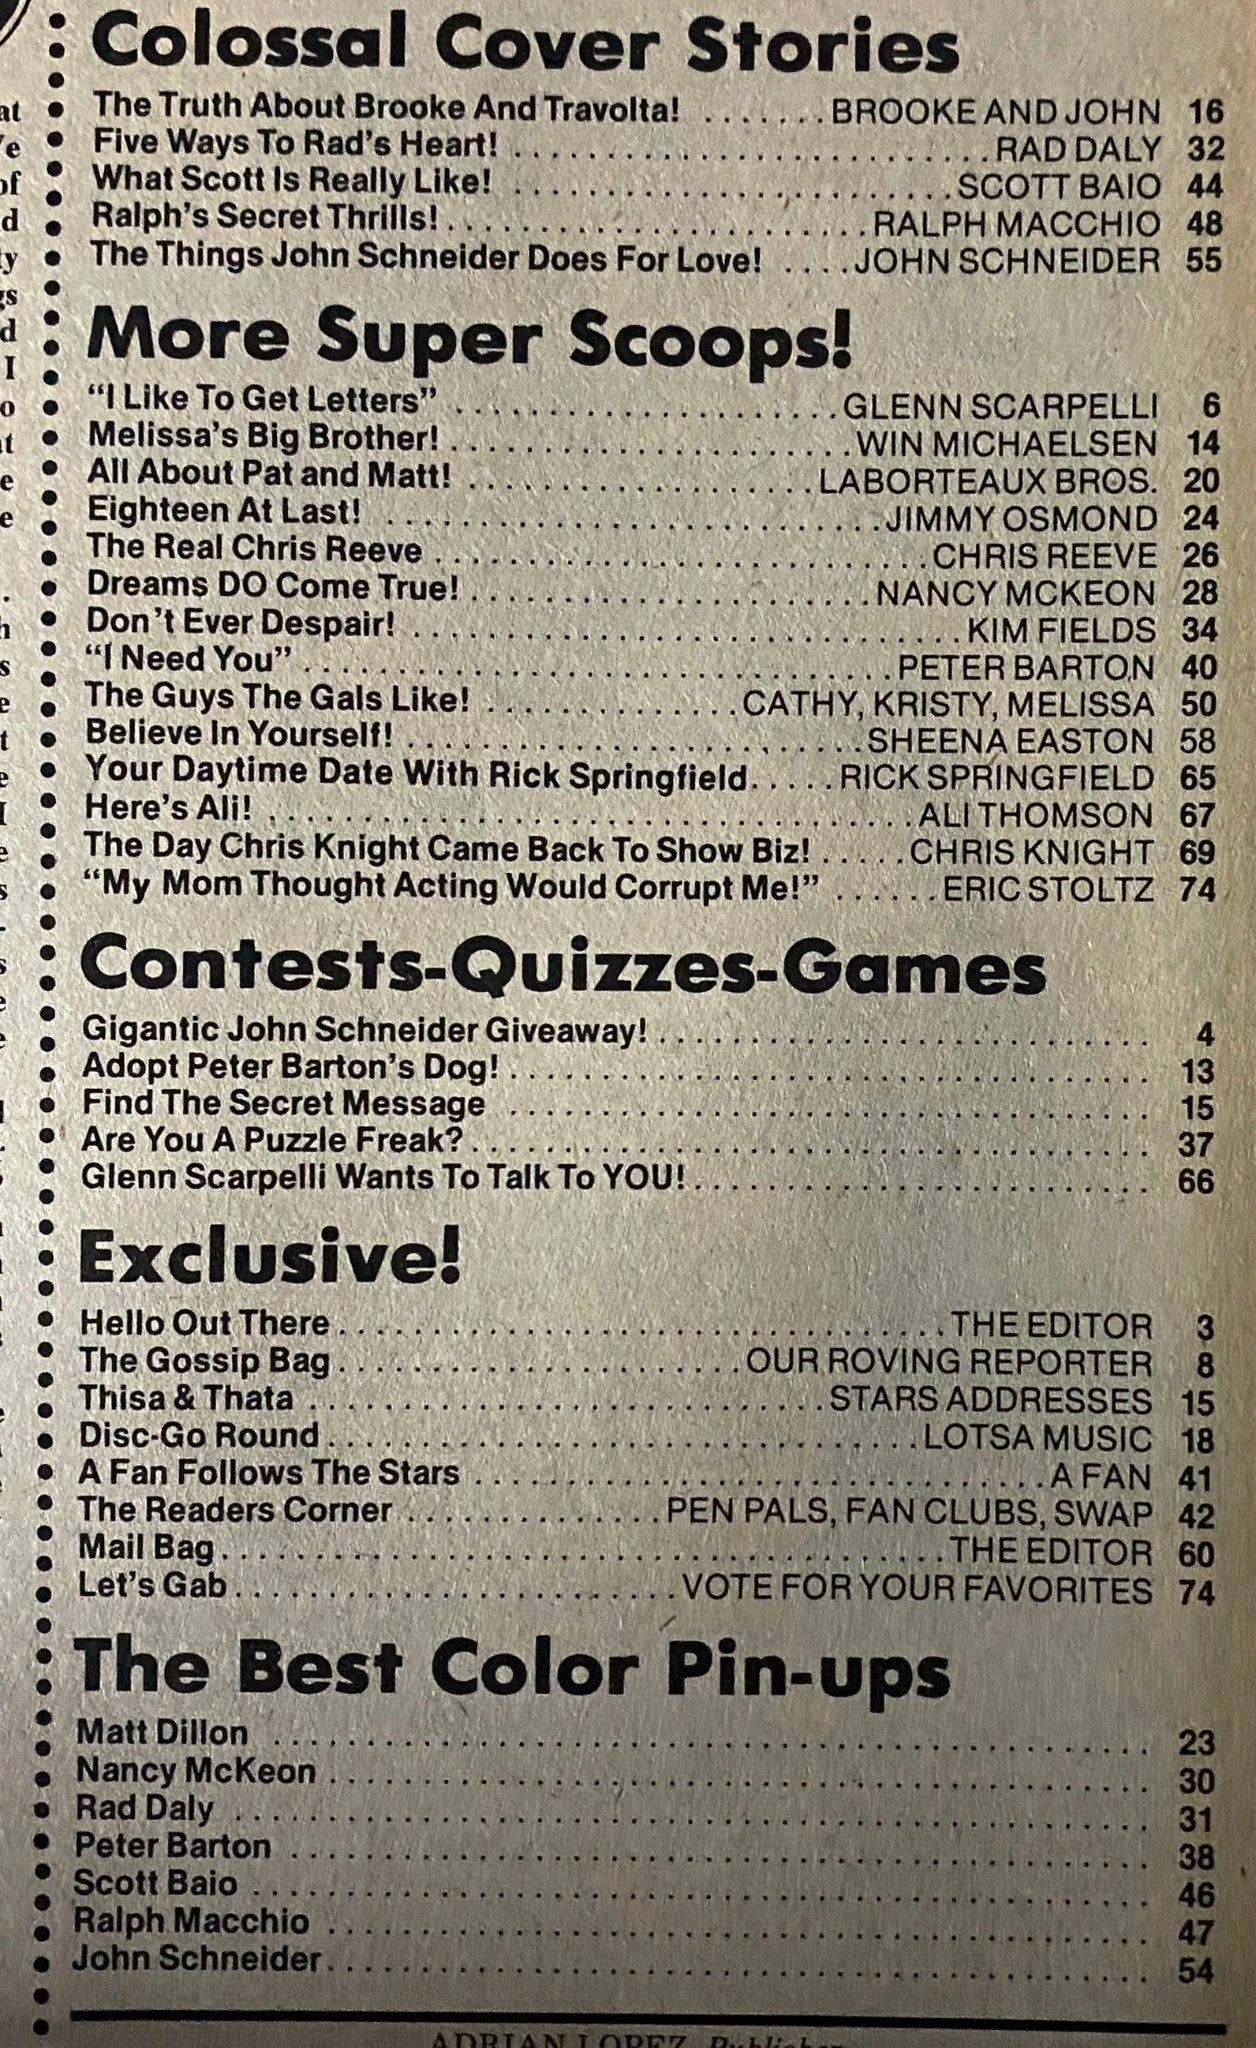 Colossal Cover Stories
The Truth About Brooke And Travolta! .......BROOKE AND JOHN 16
Five Ways To Rad's Heart!..........................RAD DALY 32
What Scott Is Really Like! ........................SCOTT BAIO 44
Ralph's Secret Thrills!.......................RALPH MACCHIO 48
The Things John Schneider Does For Love! ....JOHN SCHNEIDER 55
More Super Scoops!
“I Like To Get Letters” .....................GLENN SCARPELLI 6
Melissa's Big Brother!......................WIN MICHAELSEN 14
All About Pat and Matt! ...................LABORTEAUX BROS. 20
Eighteen At Last! ...........................JIMMY OSMOND 24
The Real Chris Reeve ...........................CHRIS REEVE 26
Dreams DO Come True!.......................NANCY MCKEON 28
Don't Ever Despair! ..............................KIM FIELDS 34
“I Need You”................................PETER BARTON 40
The Guys The Gals Like! ..............CATHY, KRISTY, MELISSA 50
Believe In Yourself!..........................SHEENA EASTON 58
Your Daytime Date With Rick Springfield.....RICK SPRINGFIELD 65
Here's Ali! ...................................ALI THOMSON 67
The Day Chris Knight Came Back To Show Biz!.....CHRIS KNIGHT 69
“My Mom Thought Acting Would Corrupt Me!” ......ERIC STOLTZ 74
Contests-Quizzes-Games
Gigantic John Schneider Giveaway!........................... 4
Adopt Peter Barton's Dog!................................... 13
Find The Secret Message ................................... 15
Are You A Puzzle Freak?..................................... 37
Glenn Scarpelli Wants To Talk To YOU!......................... 66
Exclusive!
Hello Out There.................................THE EDITOR 3
The Gossip Bag......................OUR ROVING REPORTER 8
Thisa & Thata .............................STARS ADDRESSES 15
Disc-Go Round................................LOTSA MUSIC 18
A Fan Follows The Stars ...............................A FAN 41
The Readers Corner ..............PEN PALS, FAN CLUBS, SWAP 42
Mail Bag.......................................THE EDITOR 60
Let's Gab........................VOTE FOR YOUR FAVORITES 74
The Best Color Pin-ups
Matt Dillon ............................................... 23
Nancy McKeon ............................................ 30
Rad Daly ................................................. 31
Peter Barton .............................................. 38
Scott Baio ................................................ 46
Ralph Macchio ............................................ 47
John Schneider............................................ 54
ADRIAN LOPEZ, Publisher